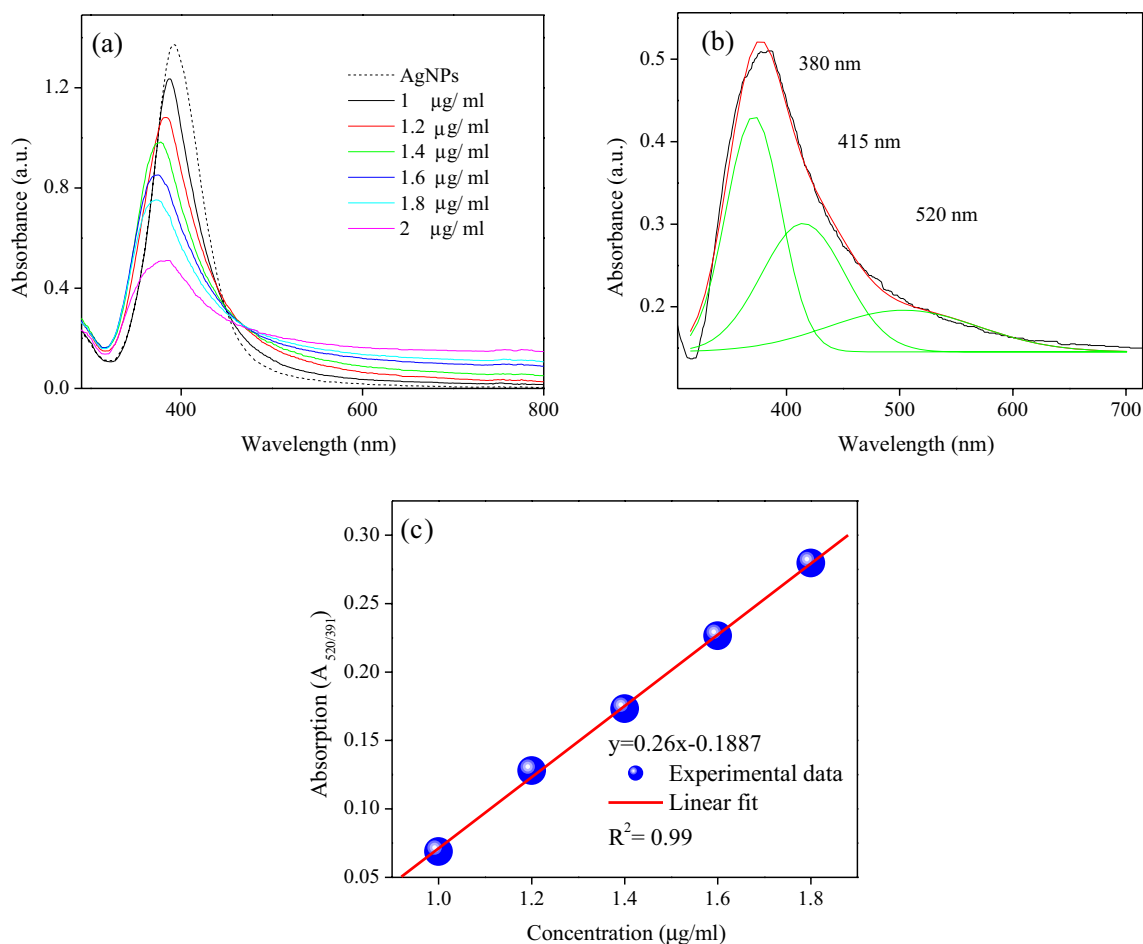 (a)
AgNPs
1 µg/ ml
1.2 µg/ ml
1.4 µg/ ml
1.6 µg/ ml
1.8 µg/ ml
2 µg/ ml
1.2
0.8
0.4
0.0
400
600
800
Absorbance (a.u.)
Wavelength (nm)
(b)
380 nm
415 nm
520 nm
0.5
0.4
0.3
0.2
400
500
600
700
Absorbance (a.u.)
Wavelength (nm)
(c)
0.30
0.25
0.20
0.15
0.10
0.05
1.0
1.2
1.4
1.6
1.8
Absorption (A 520/391)
y=0.26x-0.1887
Experimental data
Linear fit
R²= 0.99
Concentration (µg/ml)